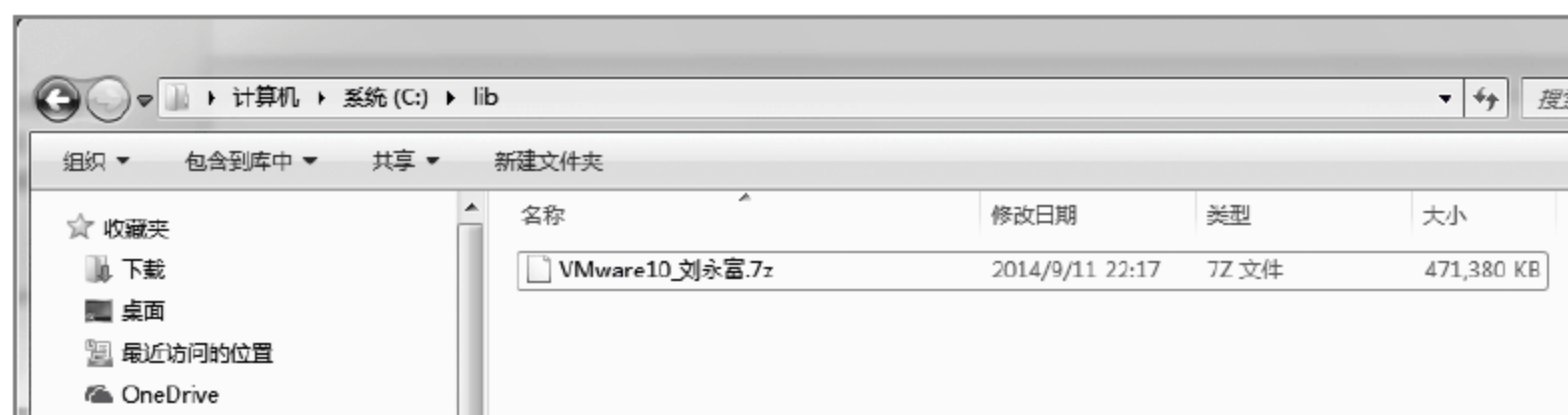 计算机 系统 (C:) lib
搜
组织 包含到库中 共享 新建文件夹
收藏夹
下载
桌面
最近访问的位置
OneDrive
名称 修改日期 类型 大小
VMware10_刘永富.7z 2014/9/11 22:17 7Z 文件 471,380 KB